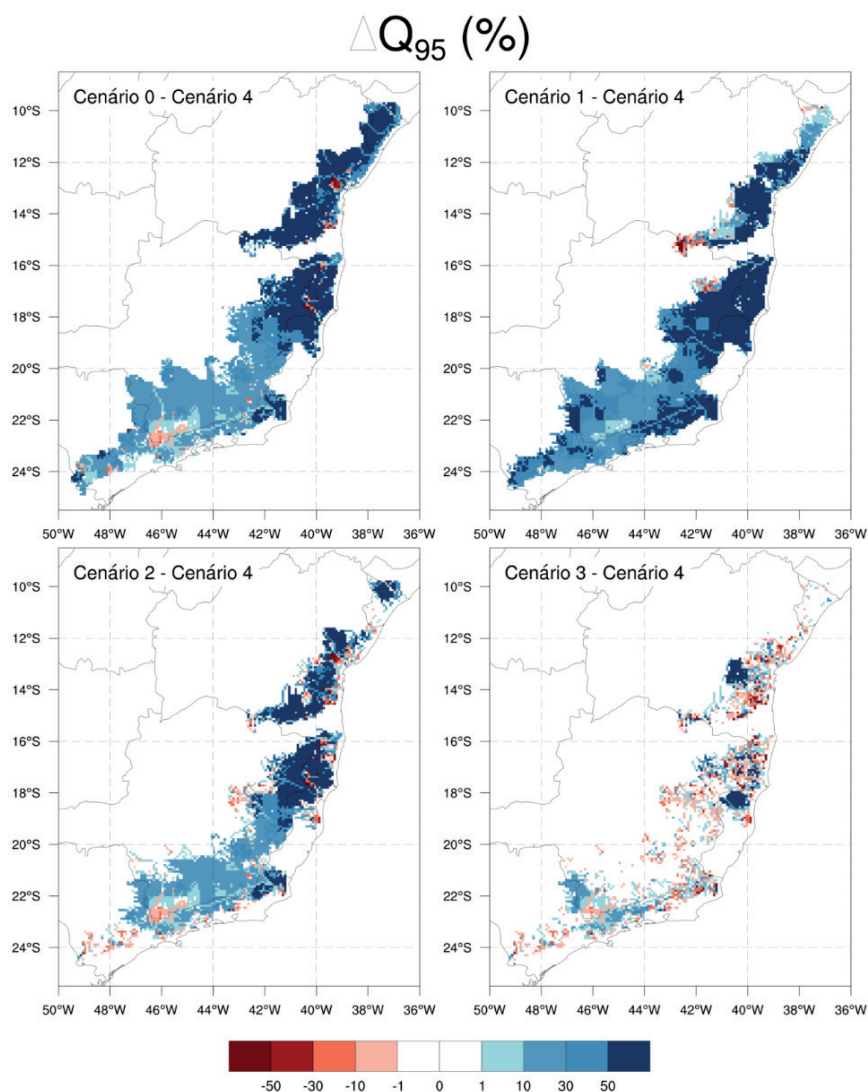 △Q₉₅ (%)
Cenário 0 - Cenário 4
Cenário 1 - Cenário 4
10°S
12°S
14°S
16°S
18°S
20°S
22°S
24°S
10°S
12°S
14°S
16°S
18°S
20°S
22°S
24°S
50°W 48°W 46°W 44°W 42°W 40°W 38°W 36°W
50°W 48°W 46°W 44°W 42°W 40°W 38°W 36°W
Cenário 2 - Cenário 4
Cenário 3 - Cenário 4
10°S
12°S
14°S
16°S
18°S
20°S
22°S
24°S
10°S
12°S
14°S
16°S
18°S
20°S
22°S
24°S
50°W 48°W 46°W 44°W 42°W 40°W 38°W 36°W
50°W 48°W 46°W 44°W 42°W 40°W 38°W 36°W
-50 -30 -10 -1 0 1 10 30 50